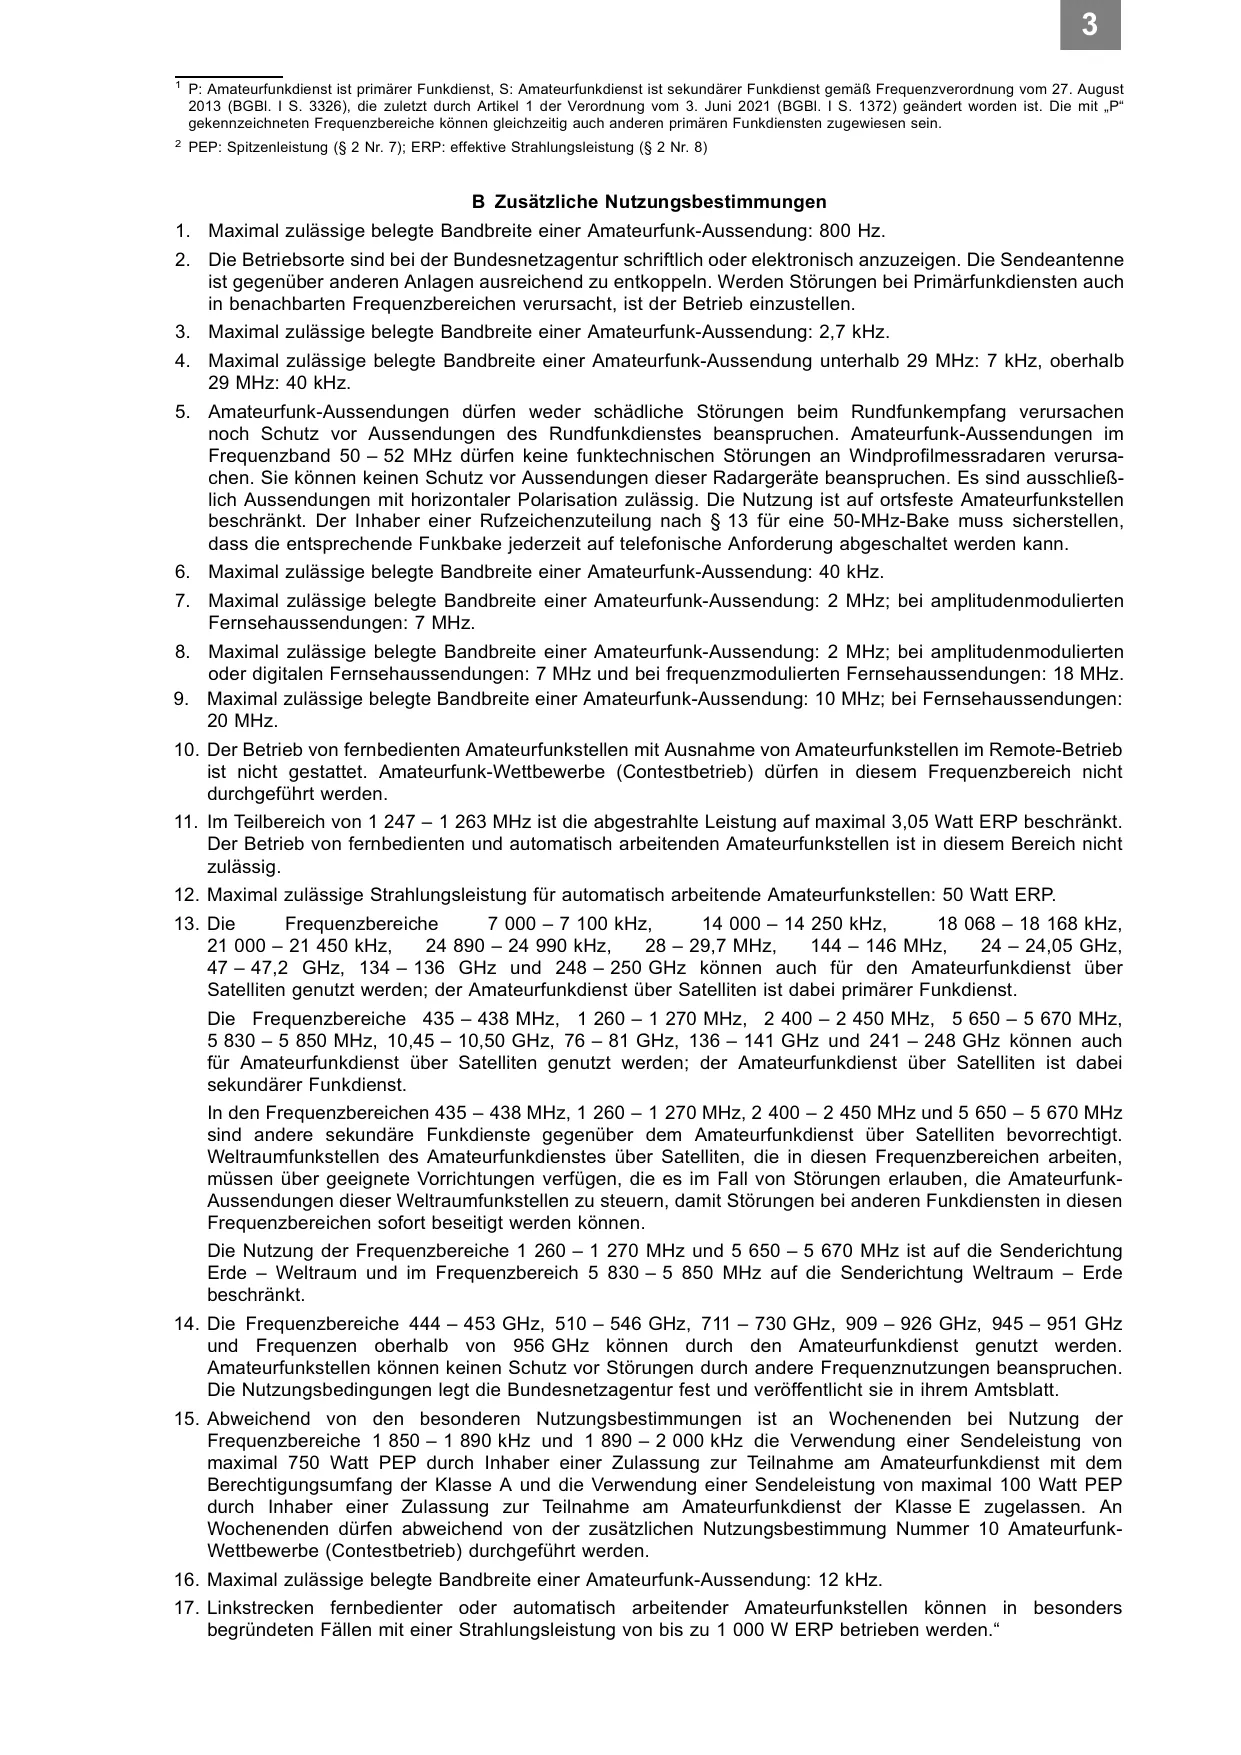 3
1 P: Amateurfunkdienst ist primärer Funkdienst, S: Amateurfunkdienst ist sekundärer Funkdienst gemäß Frequenzverordnung vom 27. August
2013 (BGBl. I S. 3326), die zuletzt durch Artikel 1 der Verordnung vom 3. Juni 2021 (BGBl. I S. 1372) geändert worden ist. Die mit „P“
gekennzeichneten Frequenzbereiche können gleichzeitig auch anderen primären Funkdiensten zugewiesen sein.
2 PEP: Spitzenleistung (§ 2 Nr. 7); ERP: effektive Strahlungsleistung (§ 2 Nr. 8)
B Zusätzliche Nutzungsbestimmungen
1. Maximal zulässige belegte Bandbreite einer Amateurfunk-Aussendung: 800 Hz.
2. Die Betriebsorte sind bei der Bundesnetzagentur schriftlich oder elektronisch anzuzeigen. Die Sendeantenne
ist gegenüber anderen Anlagen ausreichend zu entkoppeln. Werden Störungen bei Primärfunkdiensten auch
in benachbarten Frequenzbereichen verursacht, ist der Betrieb einzustellen.
3. Maximal zulässige belegte Bandbreite einer Amateurfunk-Aussendung: 2,7 kHz.
4. Maximal zulässige belegte Bandbreite einer Amateurfunk-Aussendung unterhalb 29 MHz: 7 kHz, oberhalb
29 MHz: 40 kHz.
5. Amateurfunk-Aussendungen dürfen weder schädliche Störungen beim Rundfunkempfang verursachen
noch Schutz vor Aussendungen des Rundfunkdienstes beanspruchen. Amateurfunk-Aussendungen im
Frequenzband 50 – 52 MHz dürfen keine funktechnischen Störungen an Windprofilmessradaren verursa-
chen. Sie können keinen Schutz vor Aussendungen dieser Radargeräte beanspruchen. Es sind ausschließ-
lich Aussendungen mit horizontaler Polarisation zulässig. Die Nutzung ist auf ortsfeste Amateurfunkstellen
beschränkt. Der Inhaber einer Rufzeichenzuteilung nach § 13 für eine 50-MHz-Bake muss sicherstellen,
dass die entsprechende Funkbake jederzeit auf telefonische Anforderung abgeschaltet werden kann.
6. Maximal zulässige belegte Bandbreite einer Amateurfunk-Aussendung: 40 kHz.
7. Maximal zulässige belegte Bandbreite einer Amateurfunk-Aussendung: 2 MHz; bei amplitudenmodulierten
Fernsehaussendungen: 7 MHz.
8. Maximal zulässige belegte Bandbreite einer Amateurfunk-Aussendung: 2 MHz; bei amplitudenmodulierten
oder digitalen Fernsehaussendungen: 7 MHz und bei frequenzmodulierten Fernsehaussendungen: 18 MHz.
9. Maximal zulässige belegte Bandbreite einer Amateurfunk-Aussendung: 10 MHz; bei Fernsehaussendungen:
20 MHz.
10. Der Betrieb von fernbedienten Amateurfunkstellen mit Ausnahme von Amateurfunkstellen im Remote-Betrieb
ist nicht gestattet. Amateurfunk-Wettbewerbe (Contestbetrieb) dürfen in diesem Frequenzbereich nicht
durchgeführt werden.
11. Im Teilbereich von 1 247 – 1 263 MHz ist die abgestrahlte Leistung auf maximal 3,05 Watt ERP beschränkt.
Der Betrieb von fernbedienten und automatisch arbeitenden Amateurfunkstellen ist in diesem Bereich nicht
zulässig.
12. Maximal zulässige Strahlungsleistung für automatisch arbeitende Amateurfunkstellen: 50 Watt ERP.
13. Die Frequenzbereiche 7 000 – 7 100 kHz, 14 000 – 14 250 kHz, 18 068 – 18 168 kHz,
21 000 – 21 450 kHz, 24 890 – 24 990 kHz, 28 – 29,7 MHz, 144 – 146 MHz, 24 – 24,05 GHz,
47 – 47,2 GHz, 134 – 136 GHz und 248 – 250 GHz können auch für den Amateurfunkdienst über
Satelliten genutzt werden; der Amateurfunkdienst über Satelliten ist dabei primärer Funkdienst.
Die Frequenzbereiche 435 – 438 MHz, 1 260 – 1 270 MHz, 2 400 – 2 450 MHz, 5 650 – 5 670 MHz,
5 830 – 5 850 MHz, 10,45 – 10,50 GHz, 76 – 81 GHz, 136 – 141 GHz und 241 – 248 GHz können auch
für Amateurfunkdienst über Satelliten genutzt werden; der Amateurfunkdienst über Satelliten ist dabei
sekundärer Funkdienst.
In den Frequenzbereichen 435 – 438 MHz, 1 260 – 1 270 MHz, 2 400 – 2 450 MHz und 5 650 – 5 670 MHz
sind andere sekundäre Funkdienste gegenüber dem Amateurfunkdienst über Satelliten bevorrechtigt.
Weltraumfunkstellen des Amateurfunkdienstes über Satelliten, die in diesen Frequenzbereichen arbeiten,
müssen über geeignete Vorrichtungen verfügen, die es im Fall von Störungen erlauben, die Amateurfunk-
Aussendungen dieser Weltraumfunkstellen zu steuern, damit Störungen bei anderen Funkdiensten in diesen
Frequenzbereichen sofort beseitigt werden können.
Die Nutzung der Frequenzbereiche 1 260 – 1 270 MHz und 5 650 – 5 670 MHz ist auf die Senderichtung
Erde – Weltraum und im Frequenzbereich 5 830 – 5 850 MHz auf die Senderichtung Weltraum – Erde
beschränkt.
14. Die Frequenzbereiche 444 – 453 GHz, 510 – 546 GHz, 711 – 730 GHz, 909 – 926 GHz, 945 – 951 GHz
und Frequenzen oberhalb von 956 GHz können durch den Amateurfunkdienst genutzt werden.
Amateurfunkstellen können keinen Schutz vor Störungen durch andere Frequenznutzungen beanspruchen.
Die Nutzungsbedingungen legt die Bundesnetzagentur fest und veröffentlicht sie in ihrem Amtsblatt.
15. Abweichend von den besonderen Nutzungsbestimmungen ist an Wochenenden bei Nutzung der
Frequenzbereiche 1 850 – 1 890 kHz und 1 890 – 2 000 kHz die Verwendung einer Sendeleistung von
maximal 750 Watt PEP durch Inhaber einer Zulassung zur Teilnahme am Amateurfunkdienst mit dem
Berechtigungsumfang der Klasse A und die Verwendung einer Sendeleistung von maximal 100 Watt PEP
durch Inhaber einer Zulassung zur Teilnahme am Amateurfunkdienst der Klasse E zugelassen. An
Wochenenden dürfen abweichend von der zusätzlichen Nutzungsbestimmung Nummer 10 Amateurfunk-
Wettbewerbe (Contestbetrieb) durchgeführt werden.
16. Maximal zulässige belegte Bandbreite einer Amateurfunk-Aussendung: 12 kHz.
17. Linkstrecken fernbedienter oder automatisch arbeitender Amateurfunkstellen können in besonders
begründeten Fällen mit einer Strahlungsleistung von bis zu 1 000 W ERP betrieben werden.“